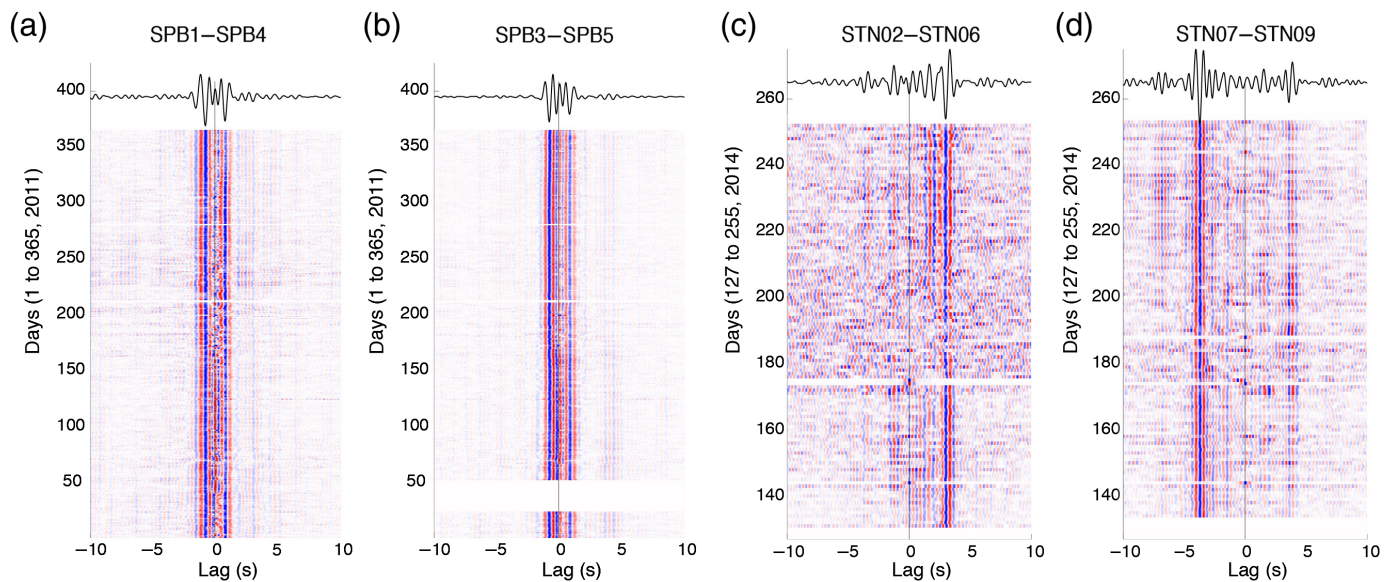 (a) SPB1–SPB4
400
350
300
250
200
150
100
50
Days (1 to 365, 2011)
−10 −5 0 5 10
Lag (s)
(b) SPB3–SPB5
400
350
300
250
200
150
100
50
Days (1 to 365, 2011)
−10 −5 0 5 10
Lag (s)
(c) STN02–STN06
260
240
220
200
180
160
140
Days (127 to 255, 2014)
−10 −5 0 5 10
Lag (s)
(d) STN07–STN09
260
240
220
200
180
160
140
Days (127 to 255, 2014)
−10 −5 0 5 10
Lag (s)